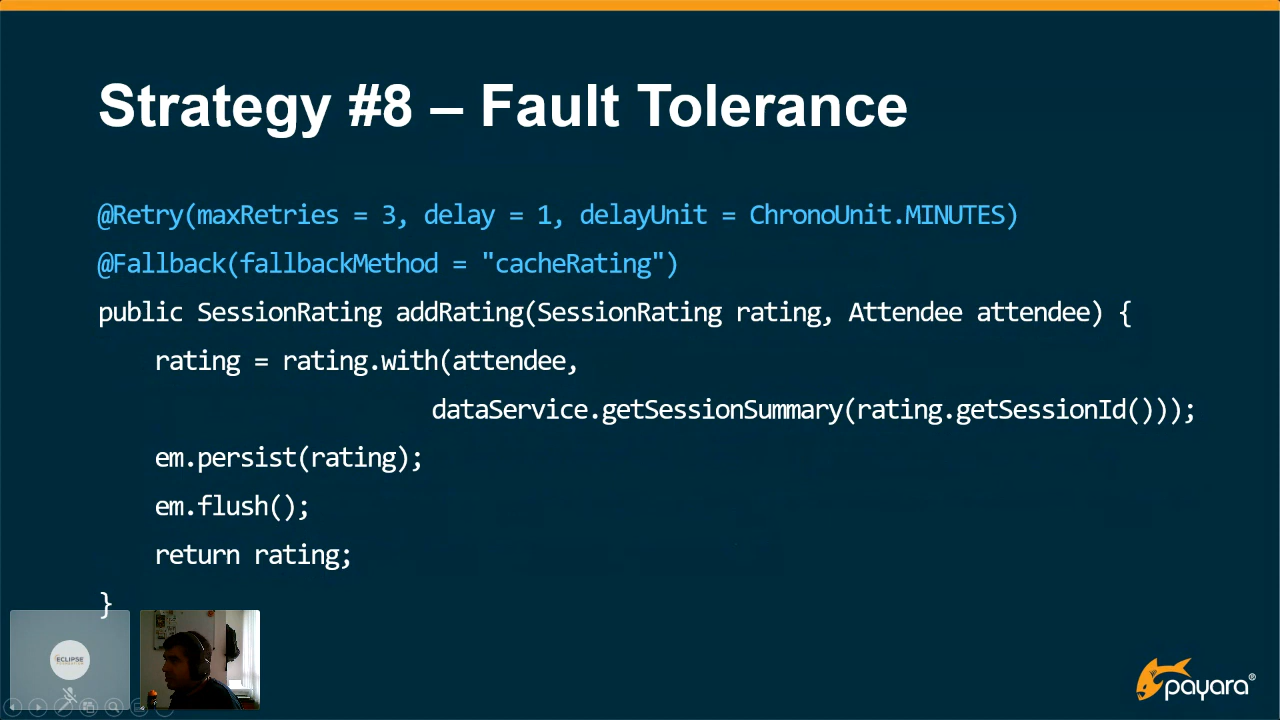 Strategy #8 – Fault Tolerance
@Retry(maxRetries = 3, delay = 1, delayUnit = ChronoUnit.MINUTES)
@Fallback(fallbackMethod = "cacheRating")
public SessionRating addRating(SessionRating rating, Attendee attendee) {
rating = rating.with(attendee,
dataService.getSessionSummary(rating.getSessionId()));
em.persist(rating);
em.flush();
return rating;
}
ECLIPSE
FOUNDATION
payara®